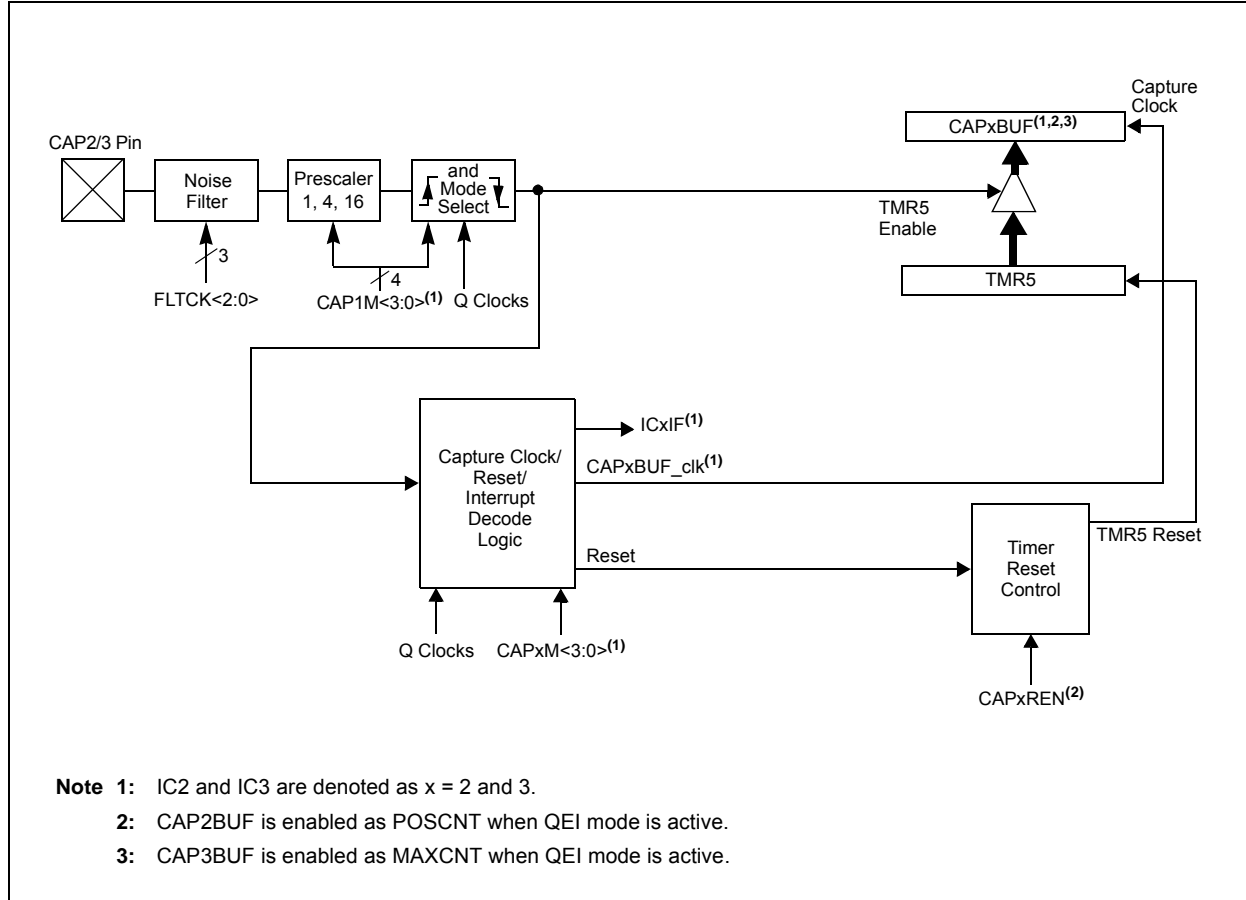 Capture
Clock
CAPxBUF(1,2,3)
CAP2/3 Pin
Noise
Filter
Prescaler
1, 4, 16
and
Mode
Select
TMR5
Enable
3
4
FLTCK<2:0>
CAP1M<3:0>(1)
Q Clocks
TMR5
Capture Clock/
Reset/
Interrupt
Decode
Logic
ICxIF(1)
CAPxBUF_clk(1)
Reset
Timer
Reset
Control
TMR5 Reset
Q Clocks
CAPxM<3:0>(1)
CAPxREN(2)
Note 1: IC2 and IC3 are denoted as x = 2 and 3.
2: CAP2BUF is enabled as POSCNT when QEI mode is active.
3: CAP3BUF is enabled as MAXCNT when QEI mode is active.